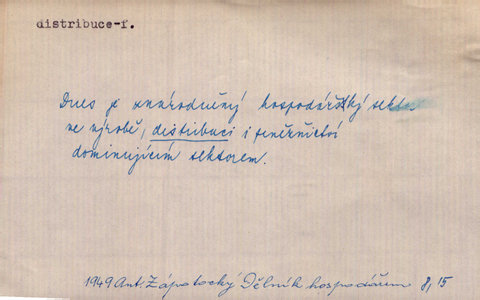 distribuce-f.
Dnes je znárodněný hospodářský sektor
ve výrobě, distribuci i peněžnictví
dominujícím sektorem.
1949 Ant. Zápotocký Dělník hospodářem 8, 15